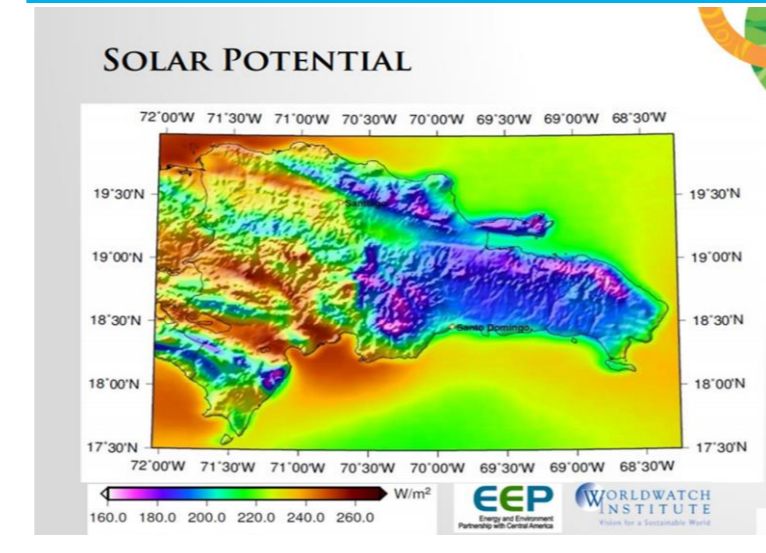 SOLAR POTENTIAL
72°00'W 71°30'W 71°00'W 70°30'W 70°00'W 69°30'W 69°00'W 68°30'W
19°30'N 19°30'N
Santiago
19°00'N 19°00'N
18°30'N 18°30'N
Santo Domingo
18°00'N 18°00'N
17°30'N 17°30'N
72°00'W 71°30'W 71°00'W 70°30'W 70°00'W 69°30'W 69°00'W 68°30'W
W/m²
160.0 180.0 200.0 220.0 240.0 260.0
EEP
Energy and Environment
Partnership with Central America
WORLDWATCH
INSTITUTE
Vision for a Sustainable World